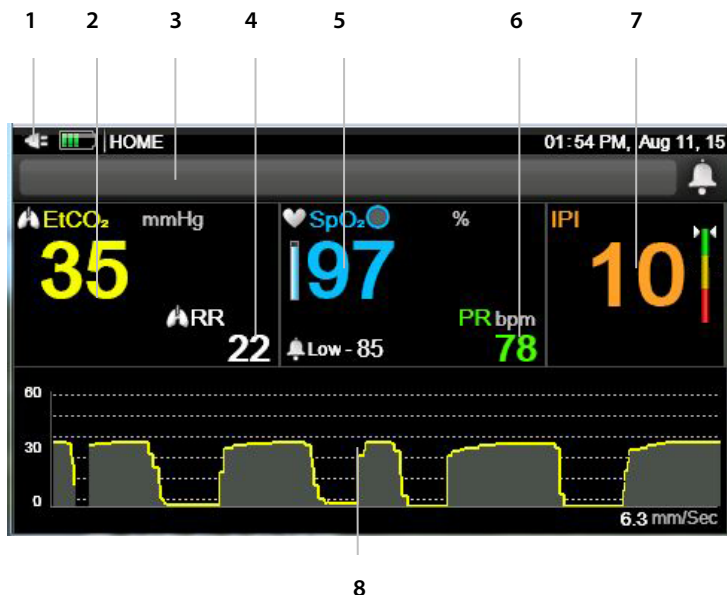 1 2 3 4 5 6 7
HOME 01:54 PM, Aug 11, 15
EtCO₂ mmHg SpO₂ % IPI
35 97 10
RR PR bpm
22 Low - 85 78
60
30
0
6.3 mm/Sec
8